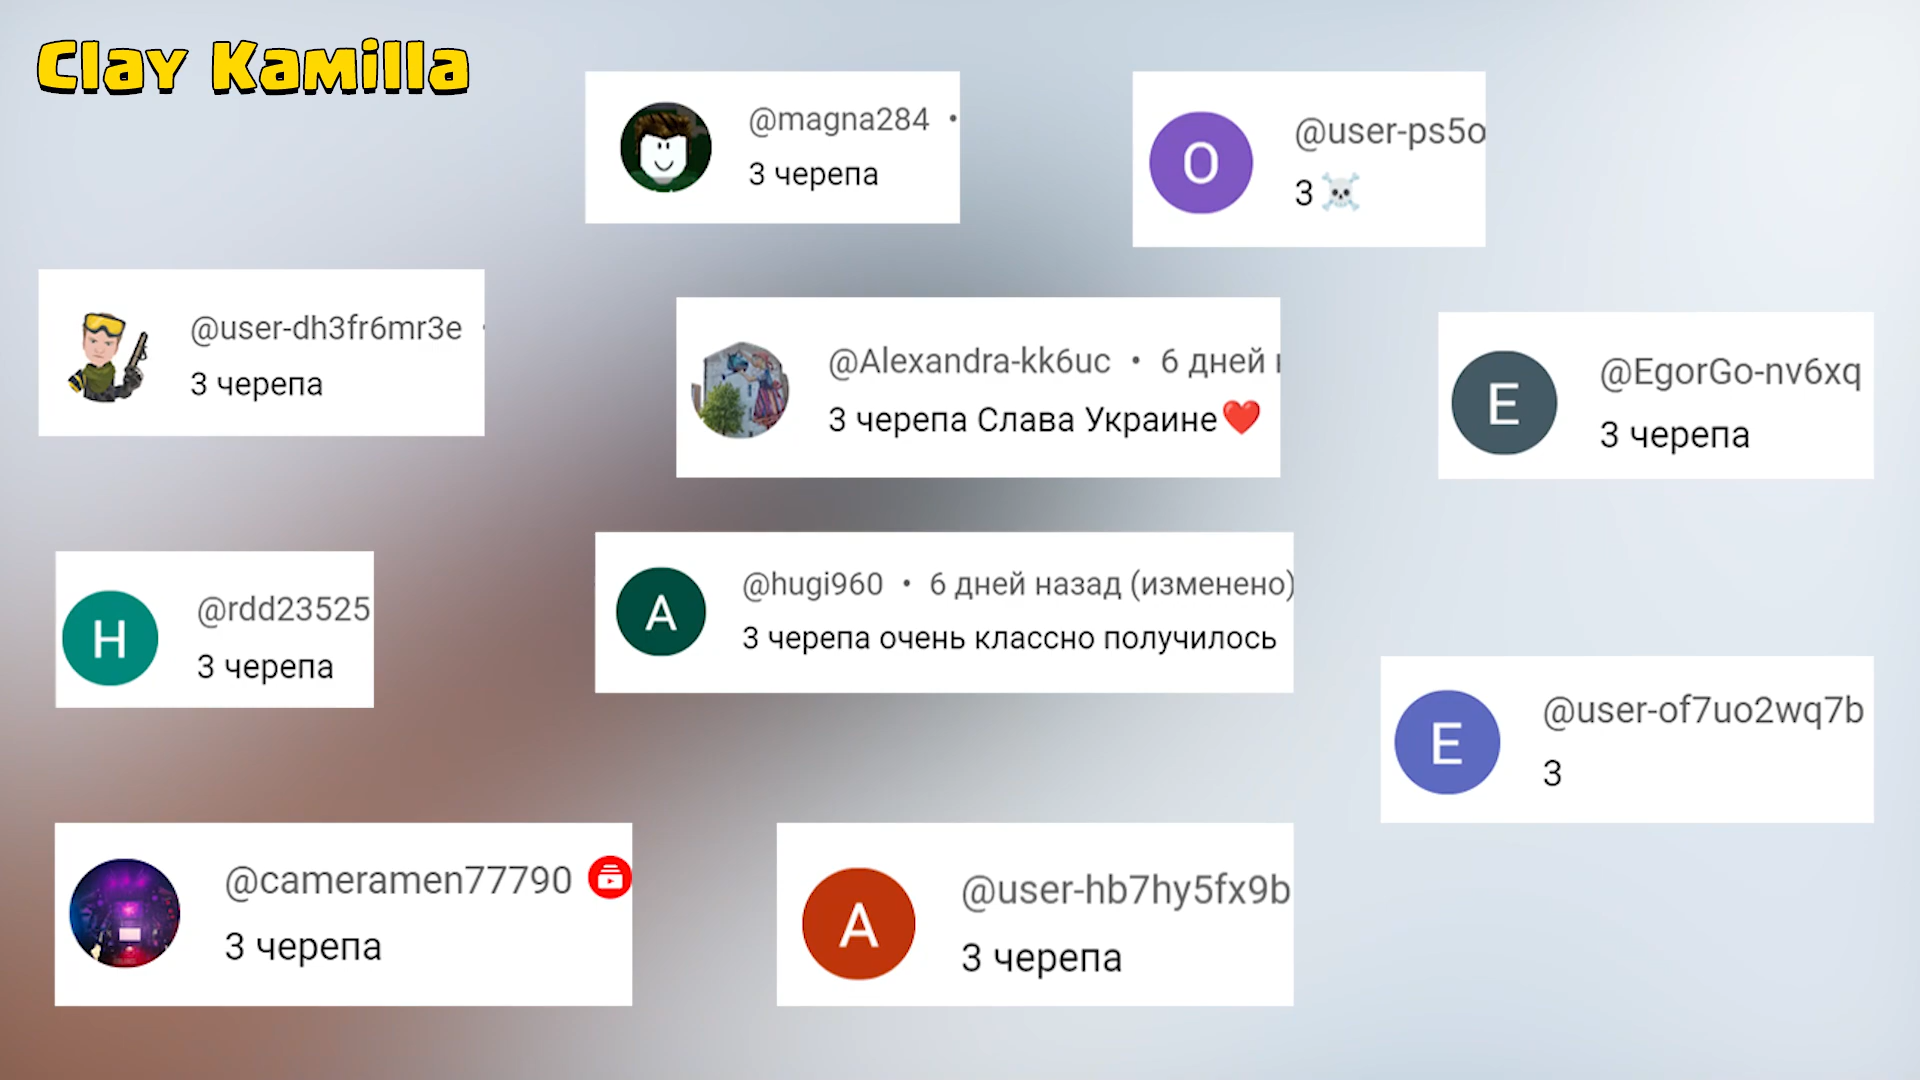 Clay Kamilla
@magna284 •
3 черепа
O
@user-ps5o
3☠️
@user-dh3fr6mr3e
3 черепа
@Alexandra-kk6uc • 6 дней
3 черепа Слава Украине❤️
E
@EgorGo-nv6xq
3 черепа
H
@rdd23525
3 черепа
A
@hugi960 • 6 дней назад (изменено)
3 черепа очень классно получилось
E
@user-of7uo2wq7b
3
@cameramen77790
3 черепа
A
@user-hb7hy5fx9b
3 черепа